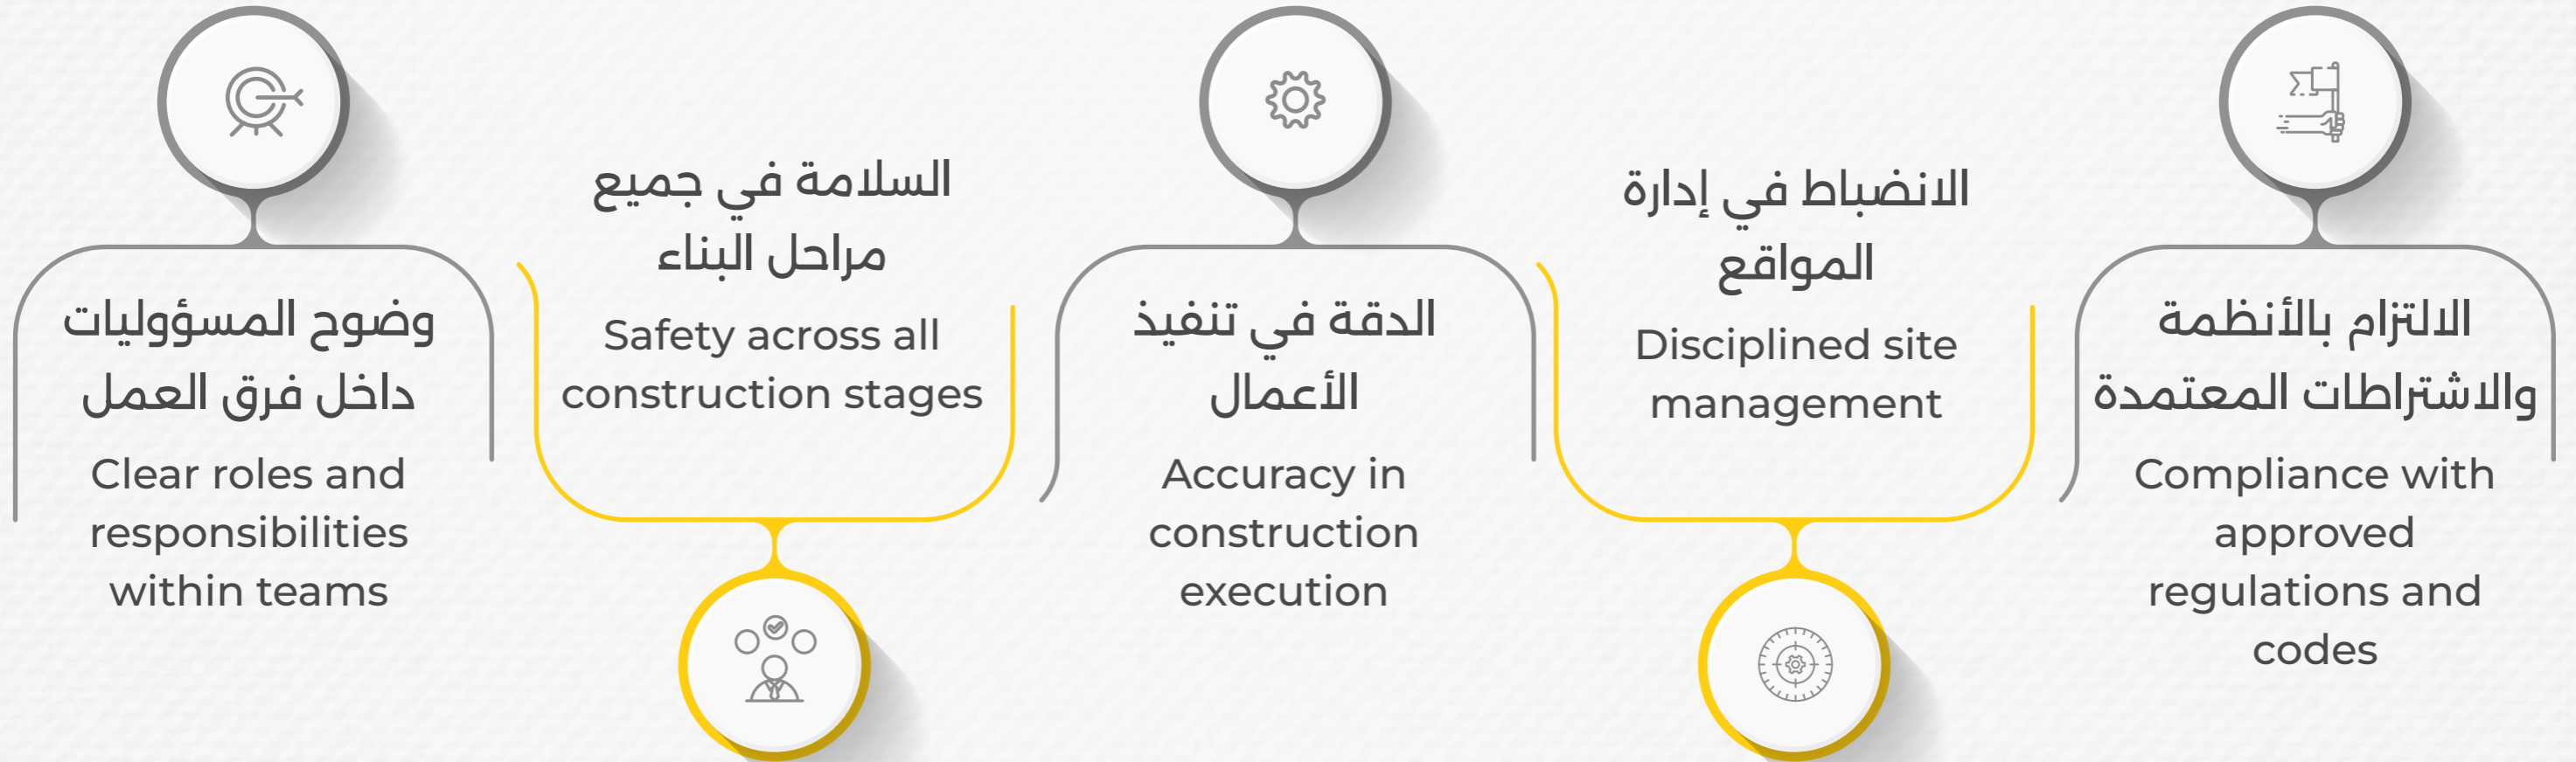 وضوح المسؤوليات
داخل فرق العمل
Clear roles and
responsibilities
within teams
السلامة في جميع
مراحل البناء
Safety across all
construction stages
الدقة في تنفيذ
الأعمال
Accuracy in
construction
execution
الانضباط في إدارة
المواقع
Disciplined site
management
الالتزام بالأنظمة
والاشتراطات المعتمدة
Compliance with
approved
regulations and
codes